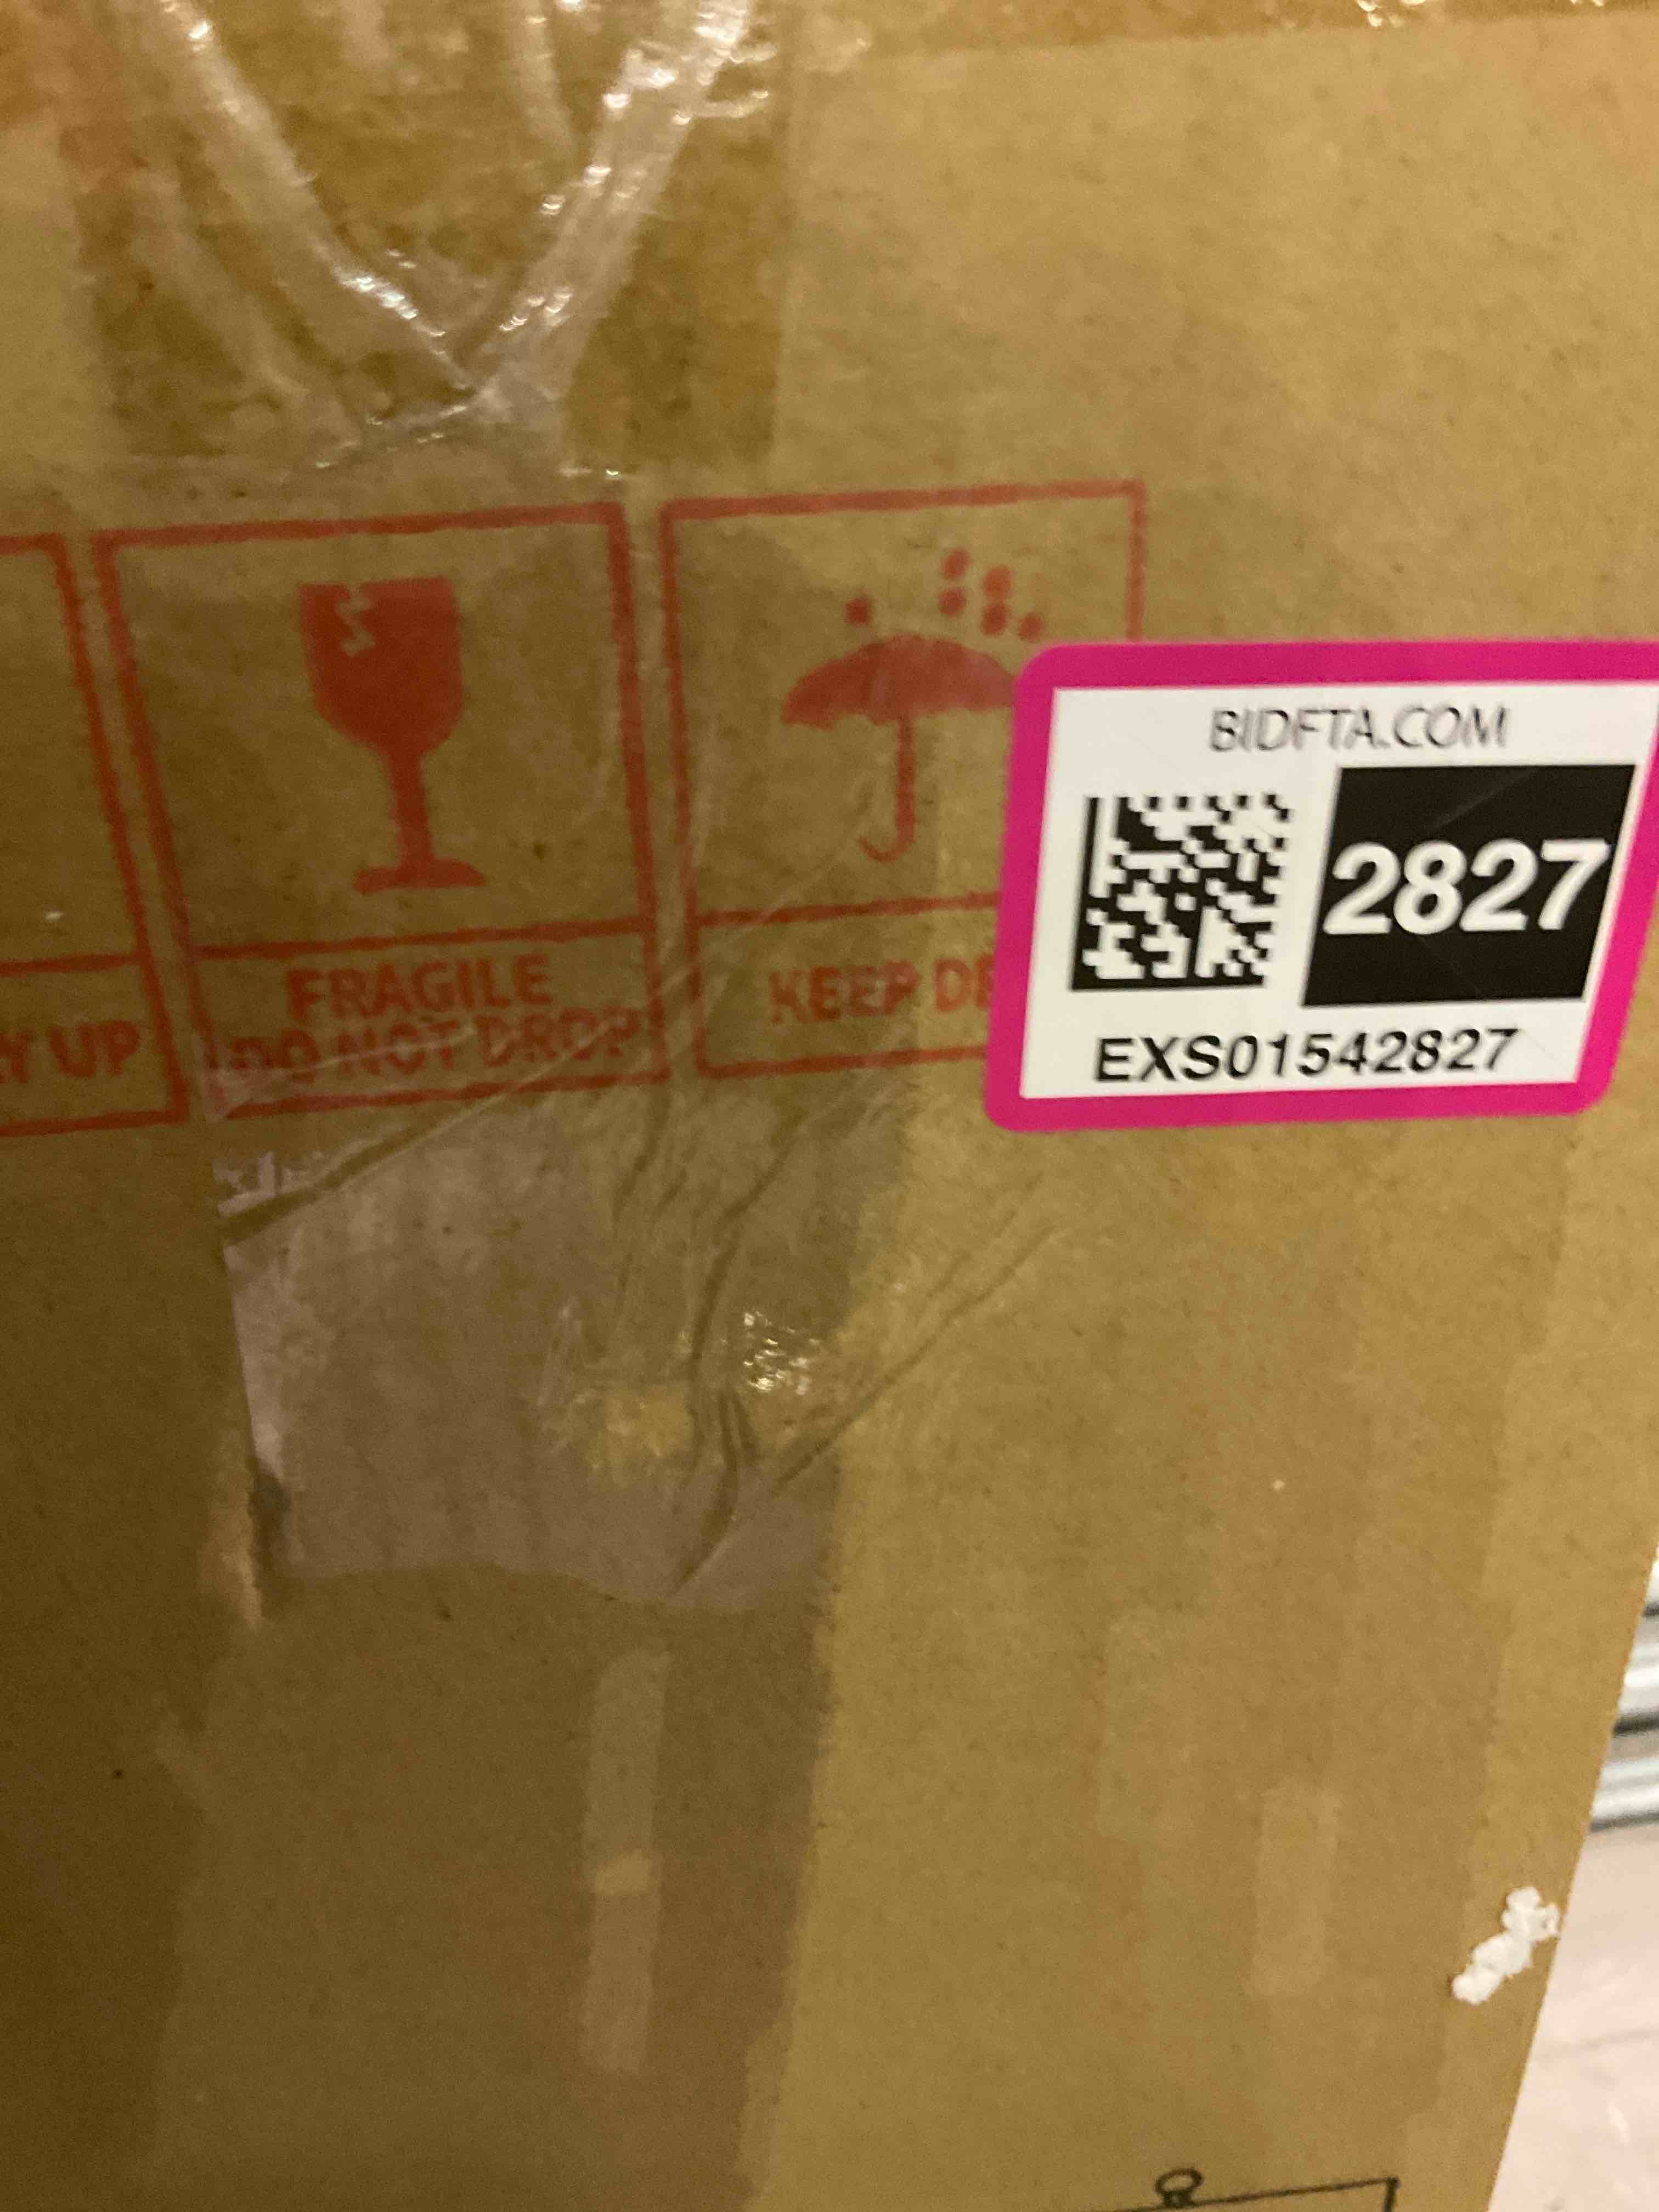 Y UP
FRAGILE
DO NOT DROP
KEEP
BIDFTA.COM
2827
EXS01542827